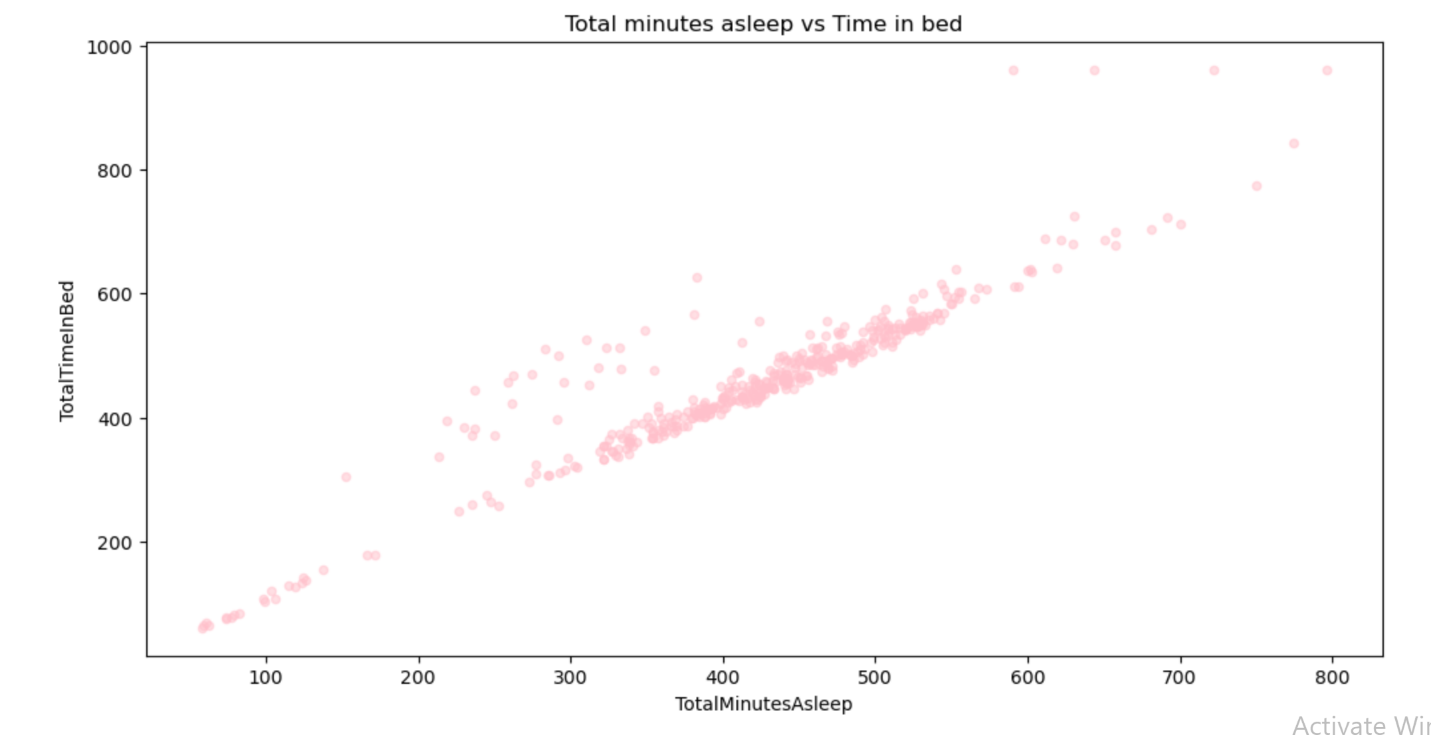 Total minutes asleep vs Time in bed
1000
800
600
400
200
TotalTimeInBed
100 200 300 400 500 600 700 800
TotalMinutesAsleep
Activate Wi